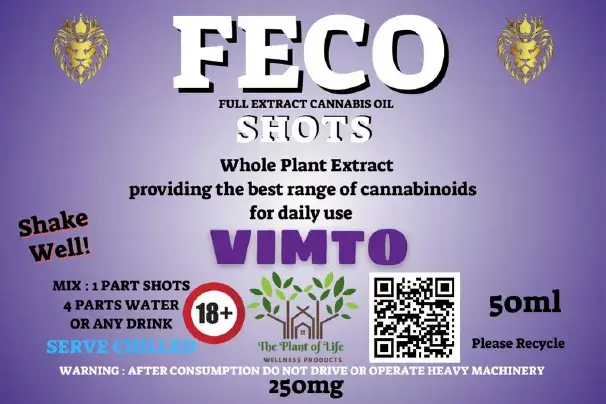 FECO
FULL EXTRACT CANNABIS OIL
SHOTS
Whole Plant Extract
providing the best range of cannabinoids
for daily use
Shake
Well!
VIMTO
MIX : 1 PART SHOTS
4 PARTS WATER
OR ANY DRINK
SERVE CHILLED
18+
The Plant of Life
WELLNESS PRODUCTS
50ml
Please Recycle
WARNING : AFTER CONSUMPTION DO NOT DRIVE OR OPERATE HEAVY MACHINERY
250mg